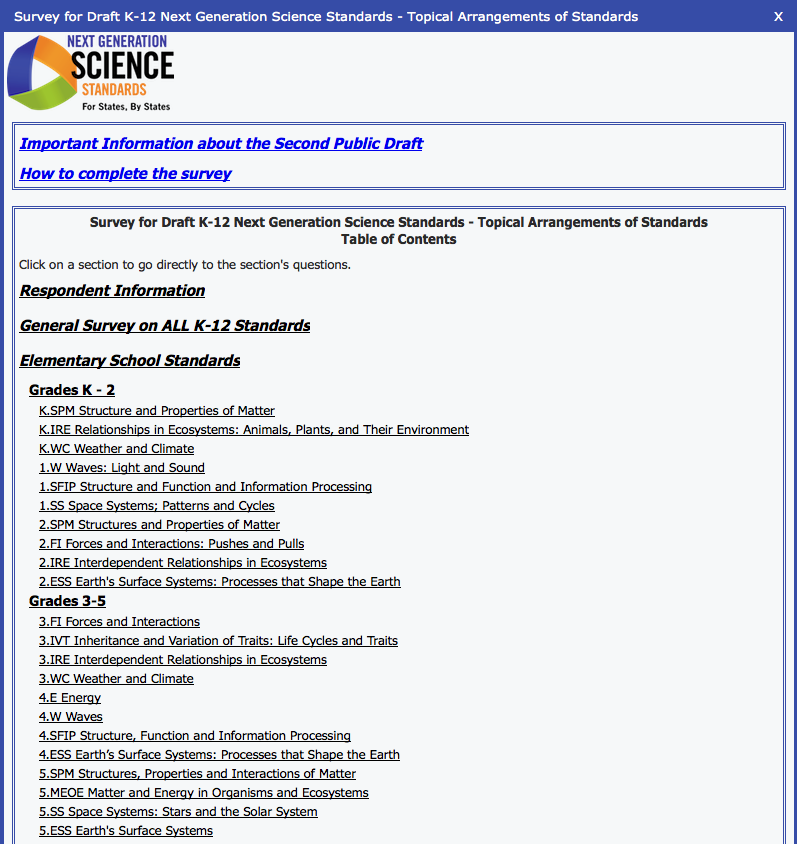 Survey for Draft K-12 Next Generation Science Standards - Topical Arrangements of Standards X
NEXT GENERATION
SCIENCE
STANDARDS
For States, By States
Important Information about the Second Public Draft
How to complete the survey
Survey for Draft K-12 Next Generation Science Standards - Topical Arrangements of Standards
Table of Contents
Click on a section to go directly to the section's questions.
Respondent Information
General Survey on ALL K-12 Standards
Elementary School Standards
Grades K - 2
K.SPM Structure and Properties of Matter
K.IRE Relationships in Ecosystems: Animals, Plants, and Their Environment
K.WC Weather and Climate
1.W Waves: Light and Sound
1.SFIP Structure and Function and Information Processing
1.SS Space Systems; Patterns and Cycles
2.SPM Structures and Properties of Matter
2.FI Forces and Interactions: Pushes and Pulls
2.IRE Interdependent Relationships in Ecosystems
2.ESS Earth's Surface Systems: Processes that Shape the Earth
Grades 3-5
3.FI Forces and Interactions
3.IVT Inheritance and Variation of Traits: Life Cycles and Traits
3.IRE Interdependent Relationships in Ecosystems
3.WC Weather and Climate
4.E Energy
4.W Waves
4.SFIP Structure, Function and Information Processing
4.ESS Earth’s Surface Systems: Processes that Shape the Earth
5.SPM Structures, Properties and Interactions of Matter
5.MEOE Matter and Energy in Organisms and Ecosystems
5.SS Space Systems: Stars and the Solar System
5.ESS Earth's Surface Systems